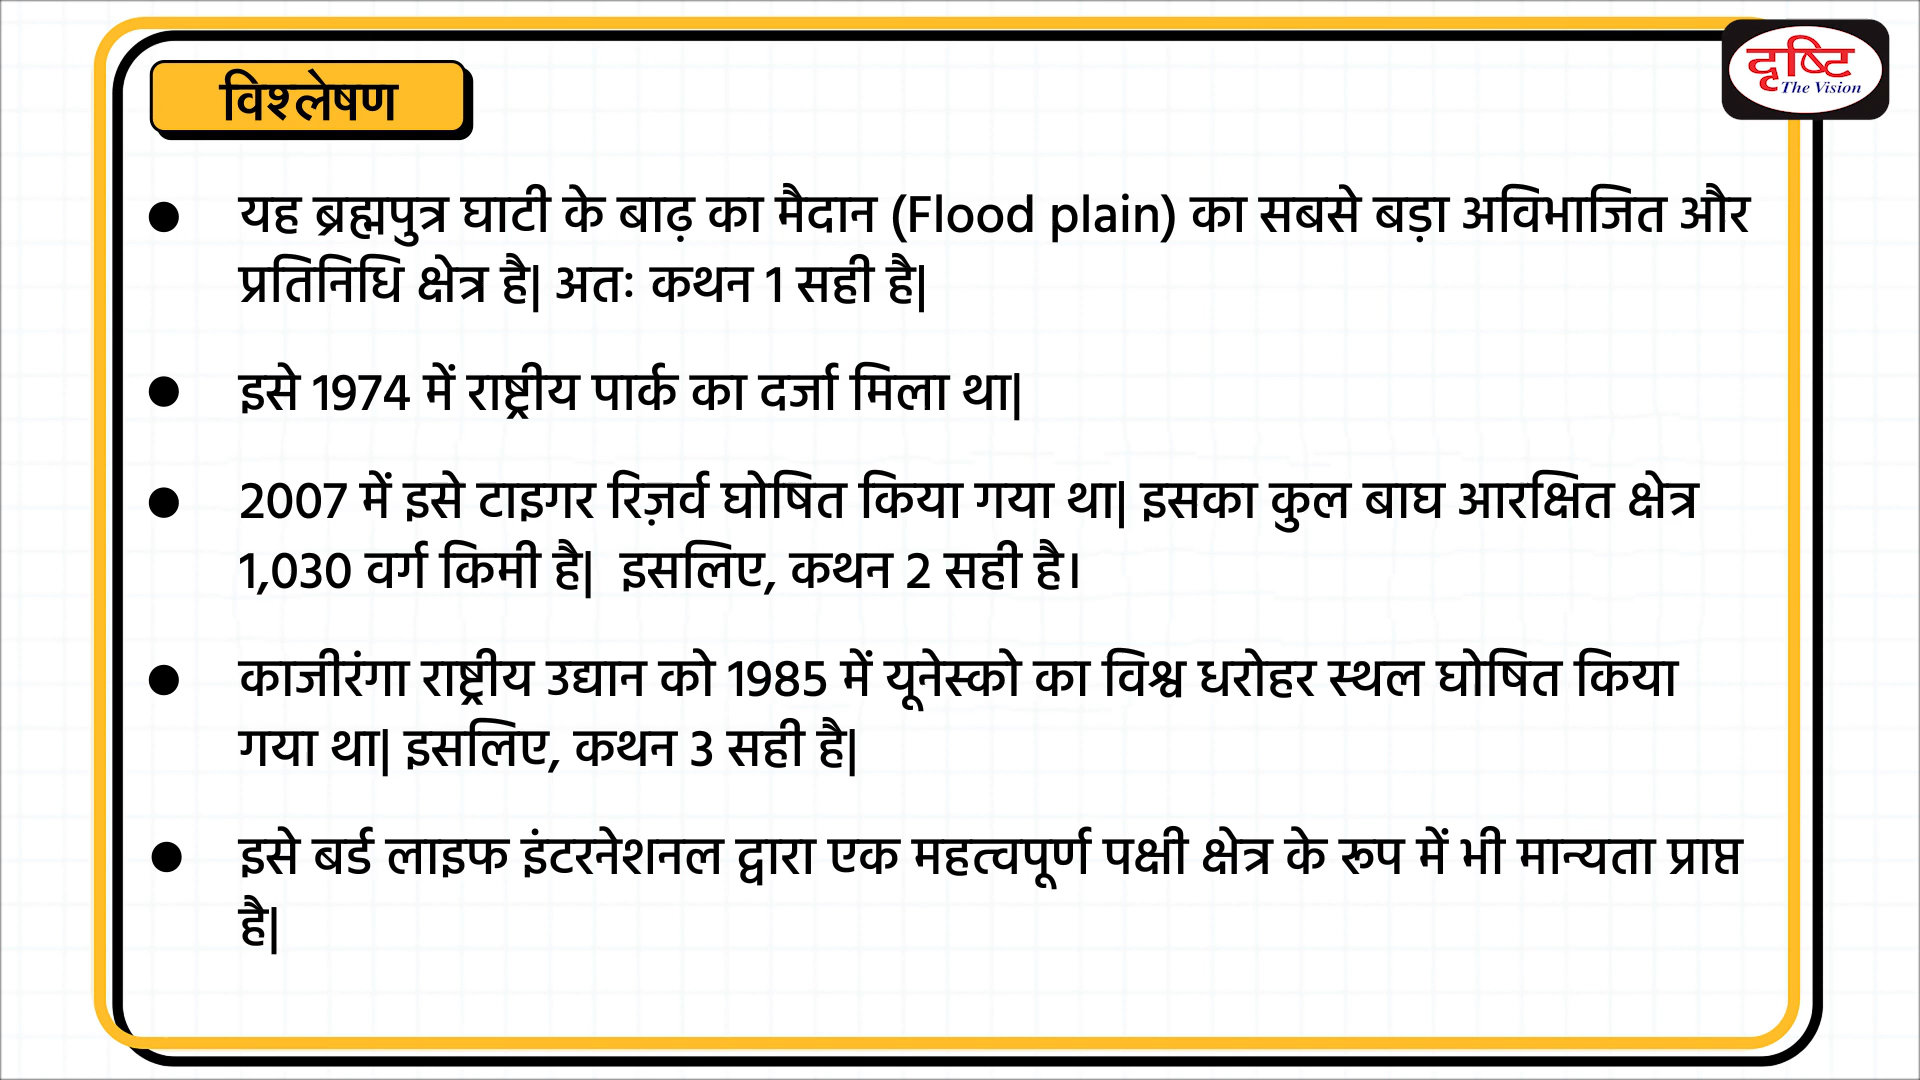 दृष्टि
The Vision
विश्लेषण
● यह ब्रह्मपुत्र घाटी के बाढ़ का मैदान (Flood plain) का सबसे बड़ा अविभाजित और
प्रतिनिधि क्षेत्र है| अतः कथन 1 सही है|
● इसे 1974 में राष्ट्रीय पार्क का दर्जा मिला था|
● 2007 में इसे टाइगर रिज़र्व घोषित किया गया था| इसका कुल बाघ आरक्षित क्षेत्र
1,030 वर्ग किमी है| इसलिए, कथन 2 सही है।
● काजीरंगा राष्ट्रीय उद्यान को 1985 में यूनेस्को का विश्व धरोहर स्थल घोषित किया
गया था| इसलिए, कथन 3 सही है|
● इसे बर्ड लाइफ इंटरनेशनल द्वारा एक महत्वपूर्ण पक्षी क्षेत्र के रूप में भी मान्यता प्राप्त
है|